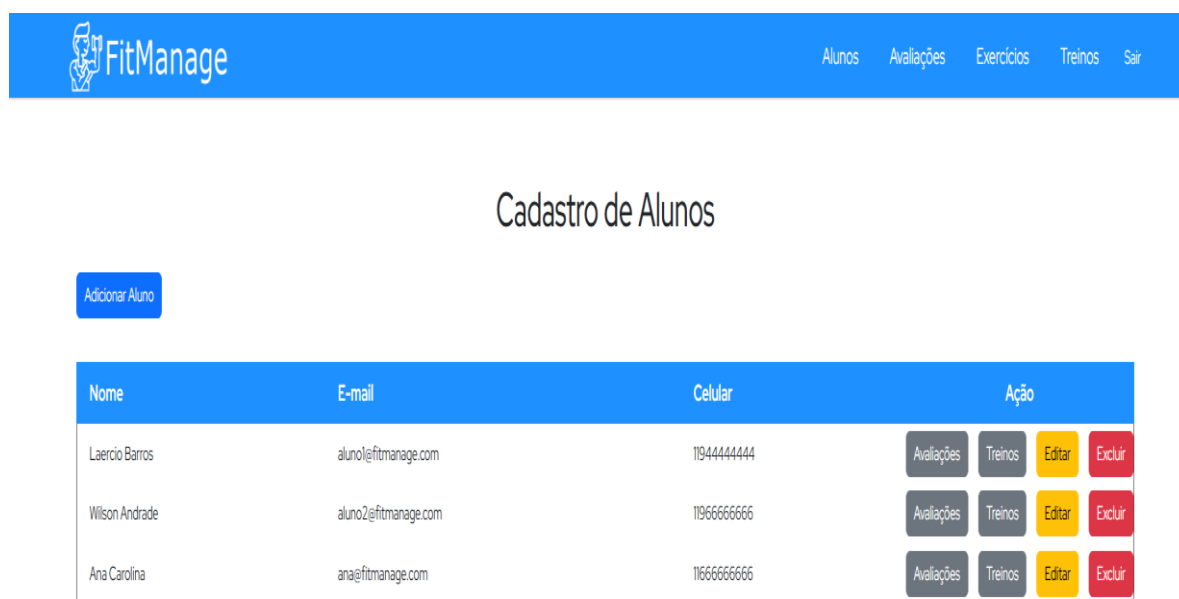 FitManage Alunos Avaliações Exercícios Treinos Sair
Cadastro de Alunos
Adicionar Aluno
Nome E-mail Celular Ação
Laercio Barros aluno1@fitmanage.com 11944444444 Avaliações Treinos Editar Excluir
Wilson Andrade aluno2@fitmanage.com 11966666666 Avaliações Treinos Editar Excluir
Ana Carolina ana@fitmanage.com 11666666666 Avaliações Treinos Editar Excluir